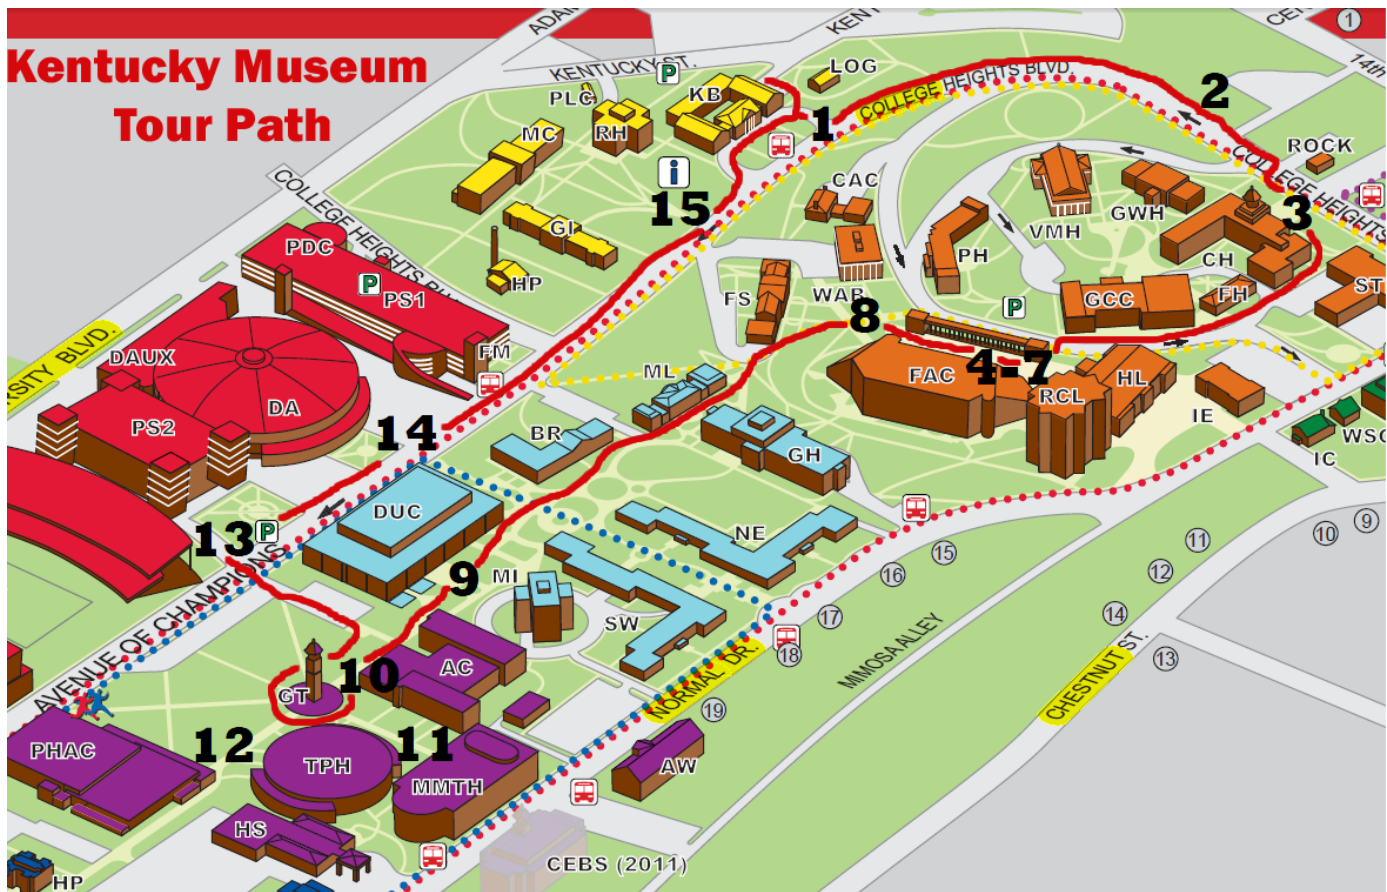 Kentucky Museum
Tour Path
KENTUCKY ST.
P
LOG
PLC
KB
COLLEGE HEIGHTS BLVD.
2
1
14th
MC
RH
1
ROCK
i
COLLEGE HEIGHTS
CAC
15
GWH
3
COLLEGE HEIGHTS
VMH
GI
PDC
PH
CH
P
PS1
HP
FS
WAB
P
GCC
FH
ST
8
DAUX
FM
BLVD.
ML
FAC
4-7
HL
RCL
DA
PS2
14
BR
IE
WSC
GH
IC
DUC
13
P
NE
15
11
10
9
AVENUE OF CHAMPIONS
9
MI
16
12
SW
17
14
MIMOSA ALLEY
CHESTNUT ST.
AC
18
13
GT
10
NORMAL DR.
19
PHAC
12
TPH
11
MMTH
AW
HS
CEBS (2011)
HP